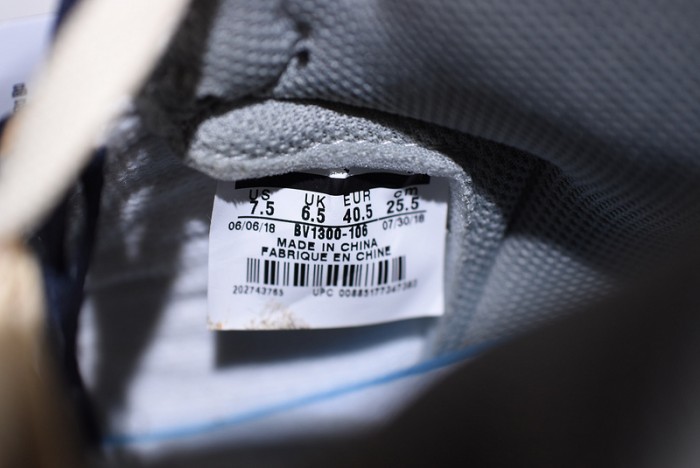 US UK EUR cm
7.5 6.5 40.5 25.5
06/06/18 BV1300-106 07/30/18
MADE IN CHINA
FABRIQUE EN CHINE
202743765 UPC